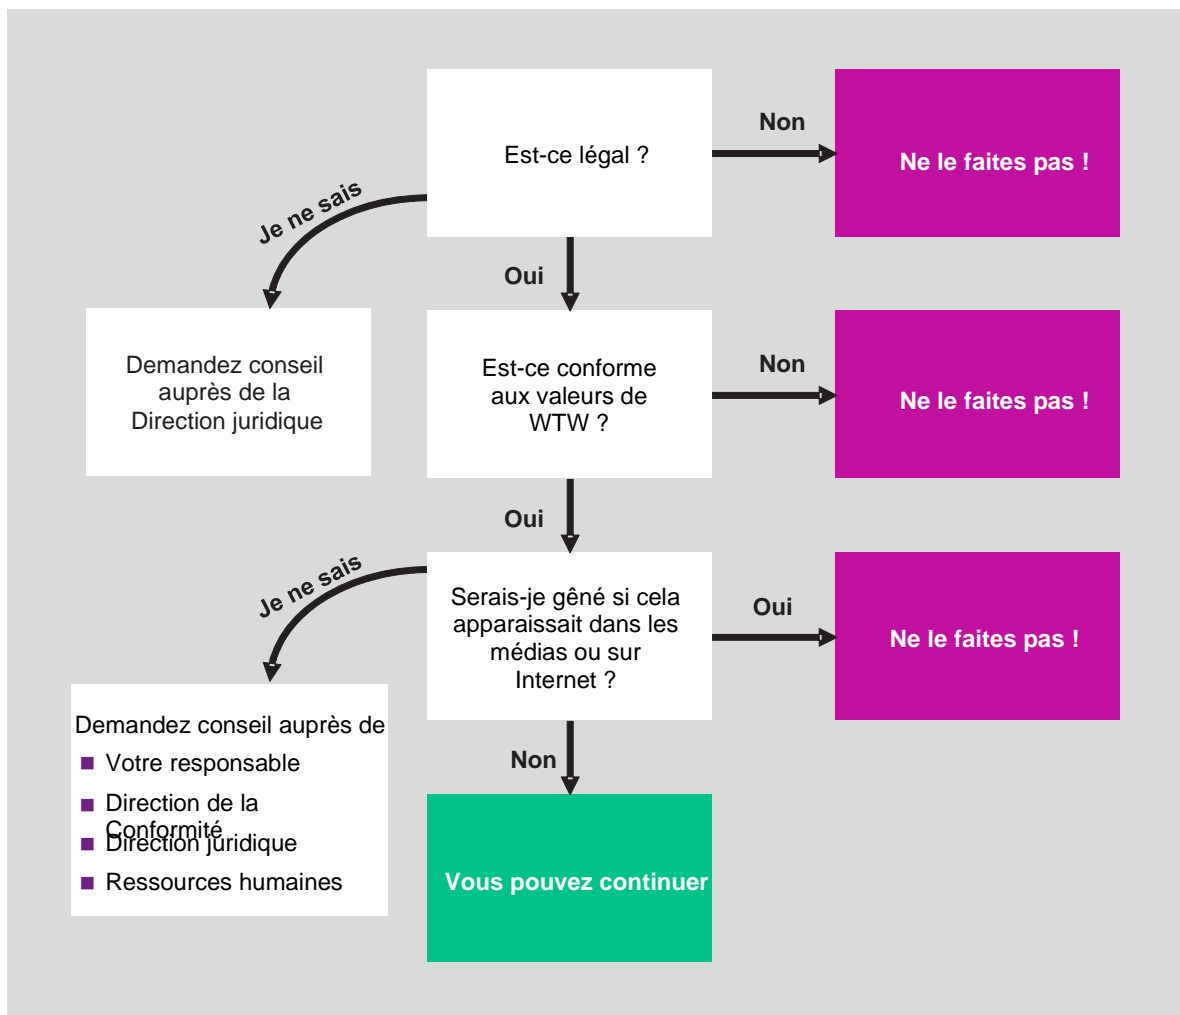 Non
Est-ce légal ?
Ne le faites pas !
Je ne sais
Oui
Demandez conseil
auprès de la
Direction juridique
Est-ce conforme
aux valeurs de
WTW ?
Non
Ne le faites pas !
Oui
Je ne sais
Serais-je gêné si cela
apparaissait dans les
médias ou sur
Internet ?
Oui
Ne le faites pas !
Demandez conseil auprès de
Votre responsable
Direction de la
Conformité
Direction juridique
Ressources humaines
Non
Vous pouvez continuer